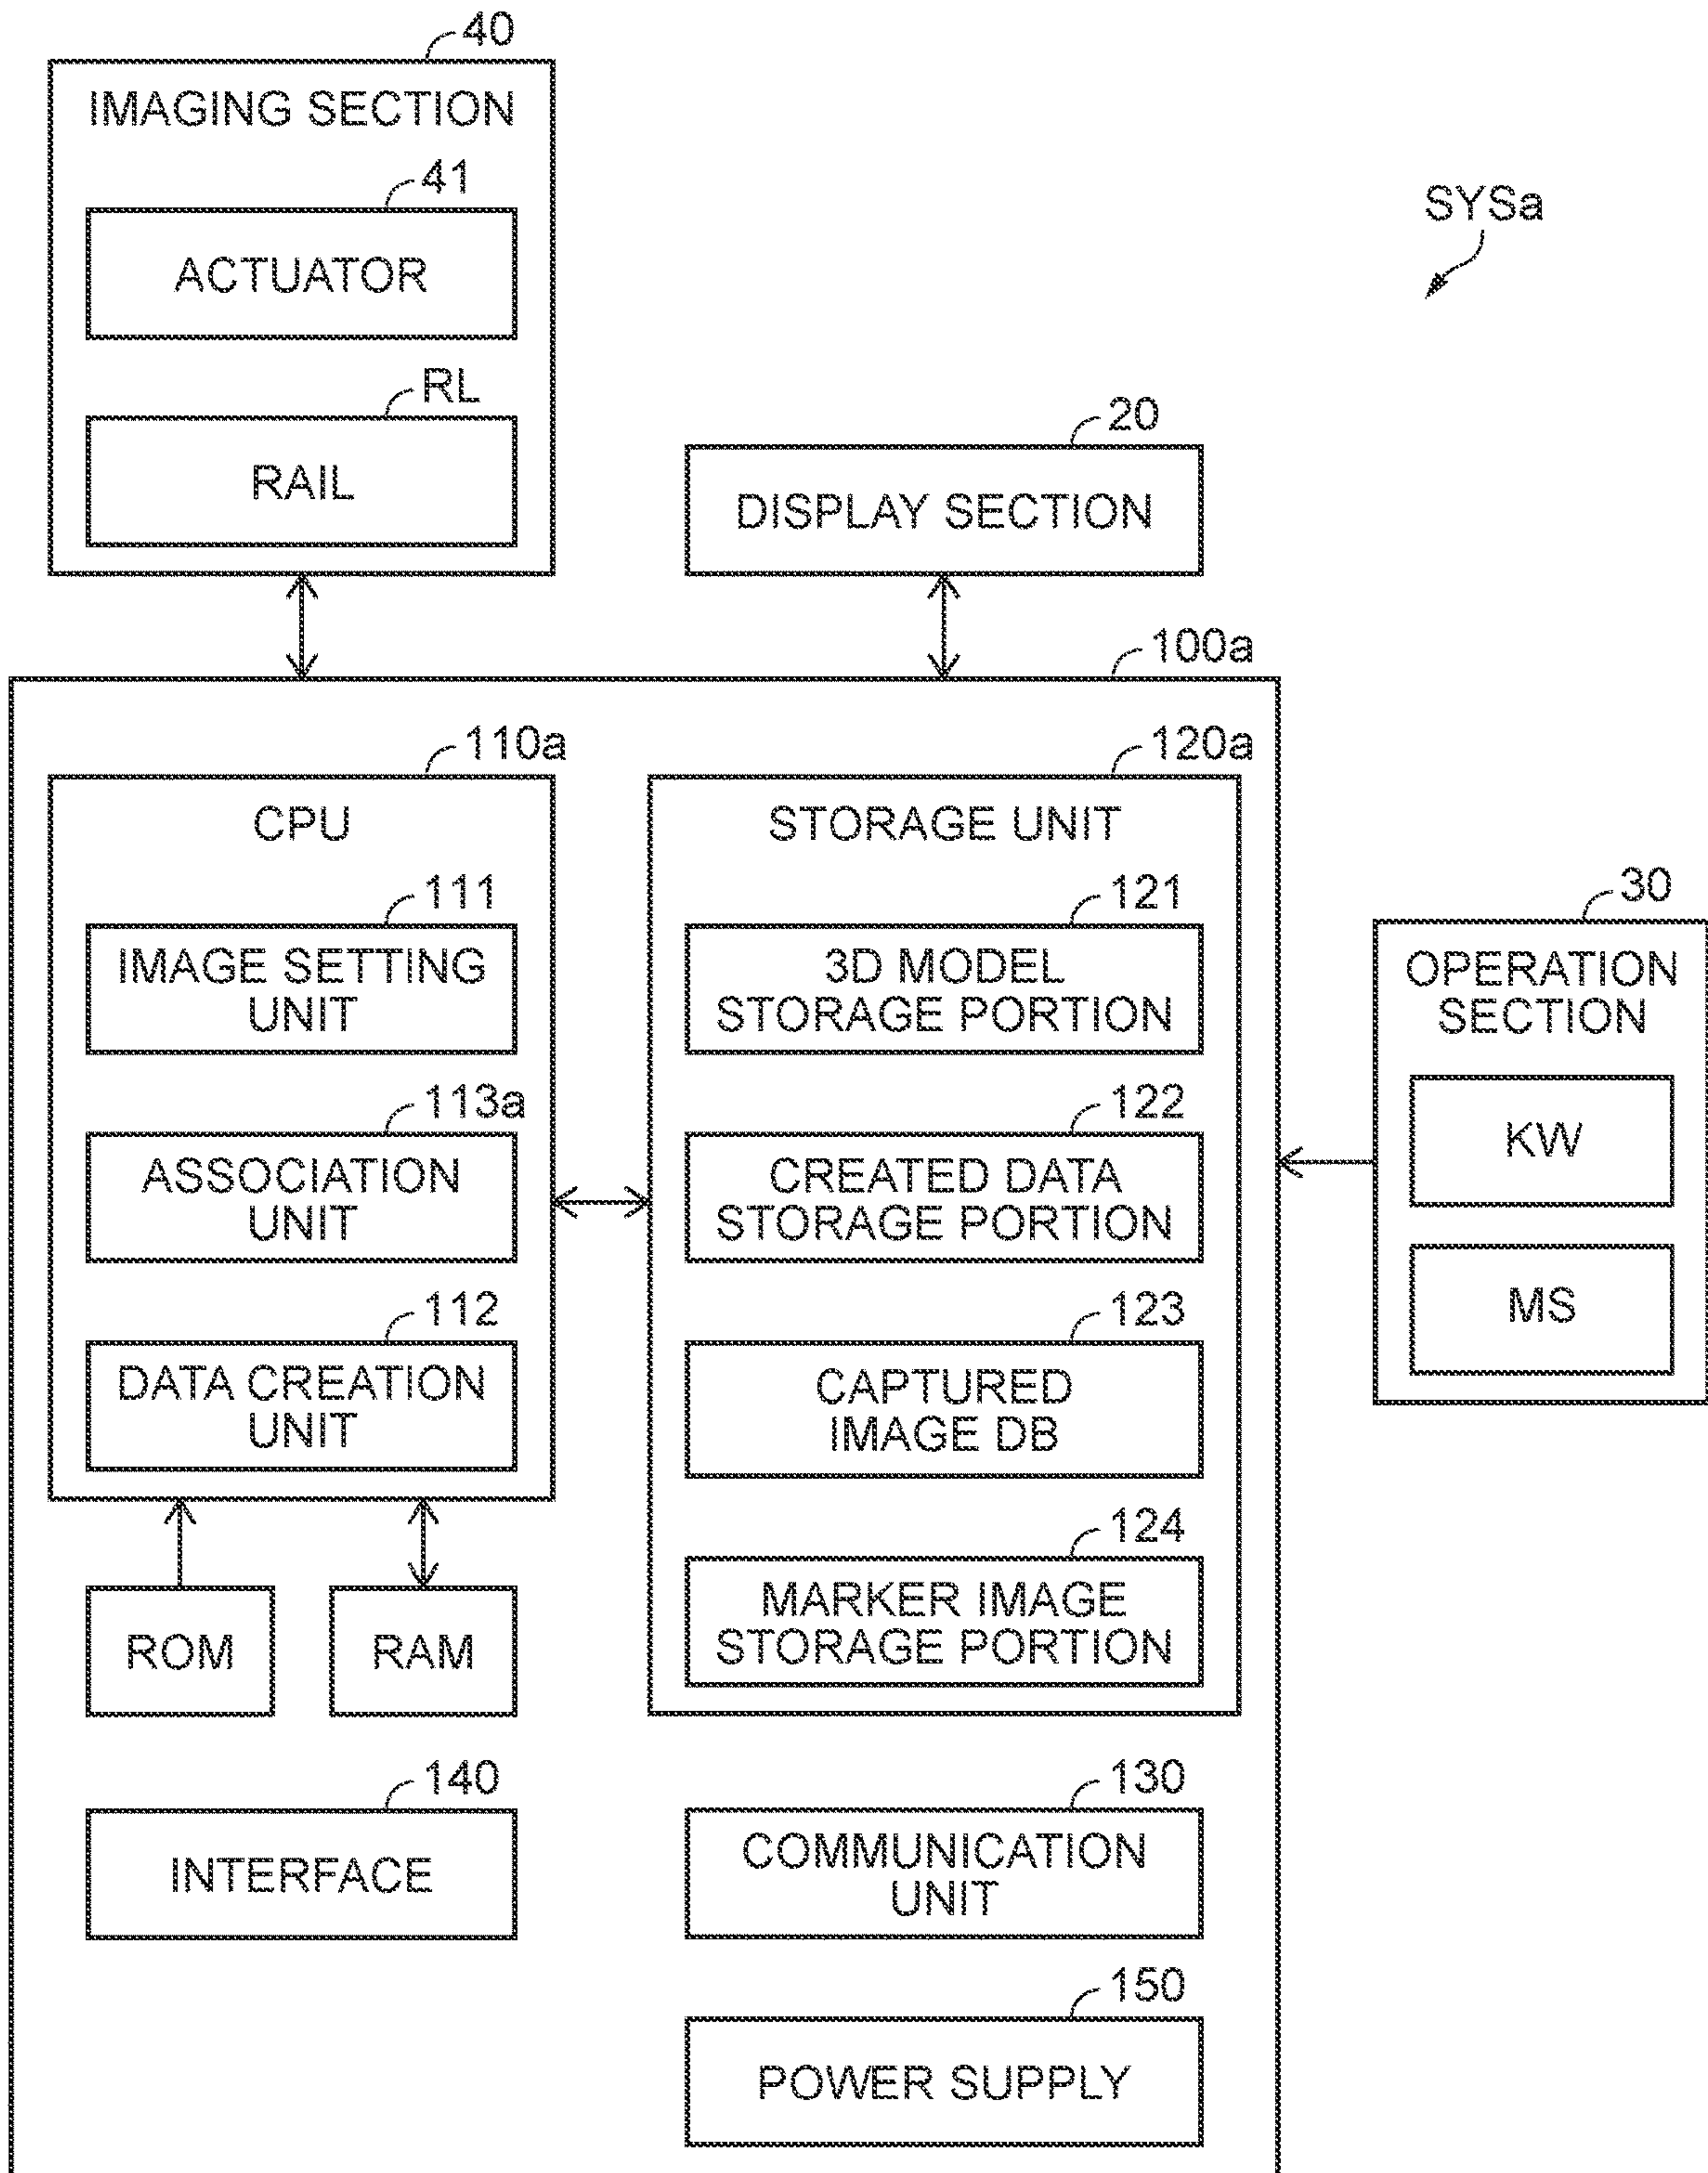 40
IMAGING SECTION
41
ACTUATOR
RL
RAIL
SYSa
20
DISPLAY SECTION
100a
110a
CPU
111
IMAGE SETTING
UNIT
113a
ASSOCIATION
UNIT
112
DATA CREATION
UNIT
ROM
RAM
120a
STORAGE UNIT
121
3D MODEL
STORAGE PORTION
122
CREATED DATA
STORAGE PORTION
123
CAPTURED
IMAGE DB
124
MARKER IMAGE
STORAGE PORTION
30
OPERATION
SECTION
KW
MS
140
INTERFACE
130
COMMUNICATION
UNIT
150
POWER SUPPLY